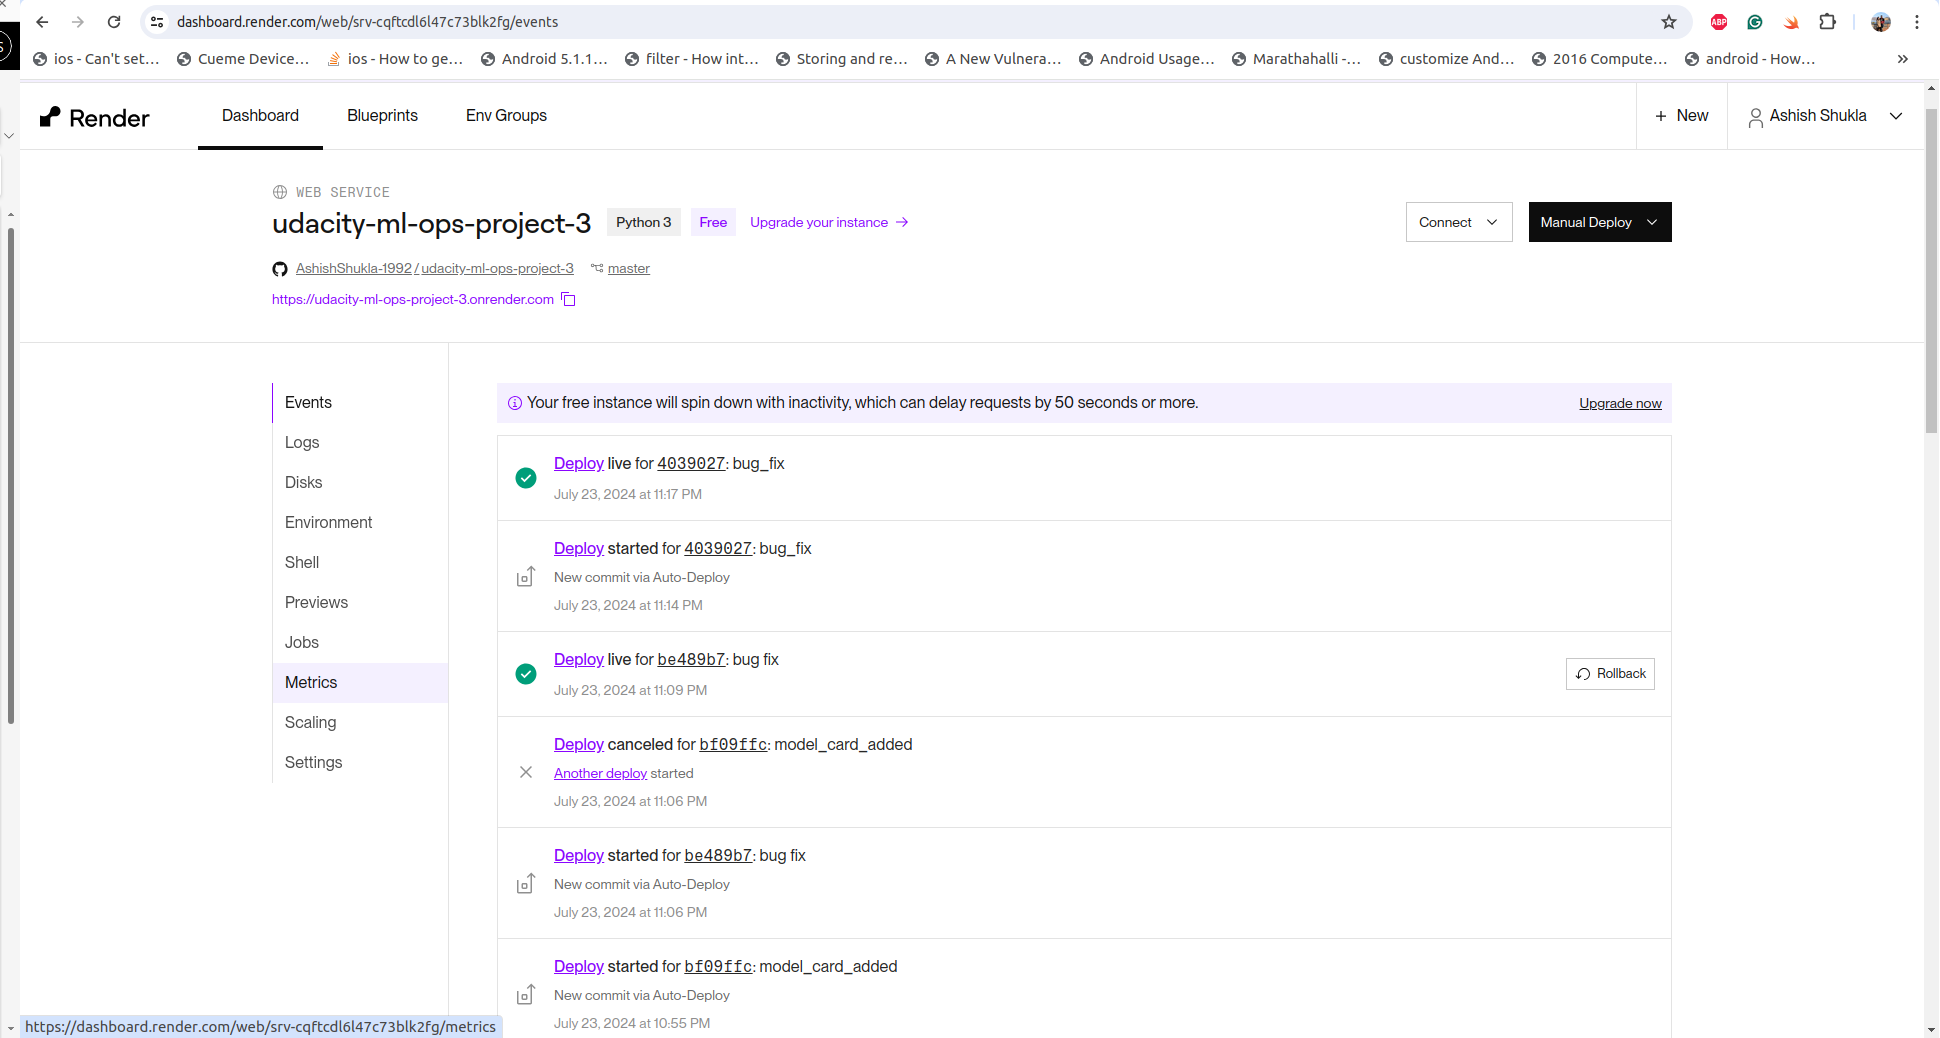 dashboard.render.com/web/srv-cqftcdl6l47c73blk2fg/events
ABP
ios - Can't set...
Cueme Device...
ios - How to ge...
Android 5.1.1...
filter - How int...
Storing and re...
A New Vulnera...
Android Usage...
Marathahalli -...
customize And...
2016 Compute...
android - How...
»
Render
Dashboard
Blueprints
Env Groups
+ New
Ashish Shukla
WEB SERVICE
udacity-ml-ops-project-3
Python 3
Free
Upgrade your instance →
Connect
Manual Deploy
AshishShukla-1992 / udacity-ml-ops-project-3
master
https://udacity-ml-ops-project-3.onrender.com
Events
Logs
Disks
Environment
Shell
Previews
Jobs
Metrics
Scaling
Settings
Your free instance will spin down with inactivity, which can delay requests by 50 seconds or more.
Upgrade now
Deploy live for 4039027: bug_fix
July 23, 2024 at 11:17 PM
Deploy started for 4039027: bug_fix
New commit via Auto-Deploy
July 23, 2024 at 11:14 PM
Deploy live for be489b7: bug fix
July 23, 2024 at 11:09 PM
Rollback
Deploy canceled for bf09ffc: model_card_added
Another deploy started
July 23, 2024 at 11:06 PM
Deploy started for be489b7: bug fix
New commit via Auto-Deploy
July 23, 2024 at 11:06 PM
Deploy started for bf09ffc: model_card_added
New commit via Auto-Deploy
July 23, 2024 at 10:55 PM
https://dashboard.render.com/web/srv-cqftcdl6l47c73blk2fg/metrics